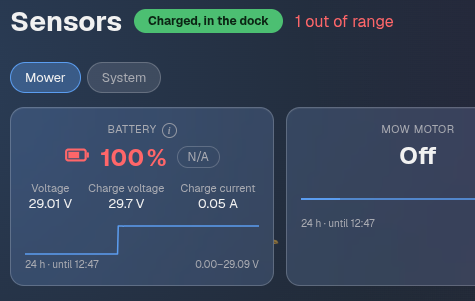 Sensors Charged, in the dock 1 out of range
Mower System
BATTERY i
100% N/A
Voltage Charge voltage Charge current
29.01 V 29.7 V 0.05 A
24 h · until 12:47 0.00–29.09 V
MOW MOTOR
Off
24 h · until 12:47